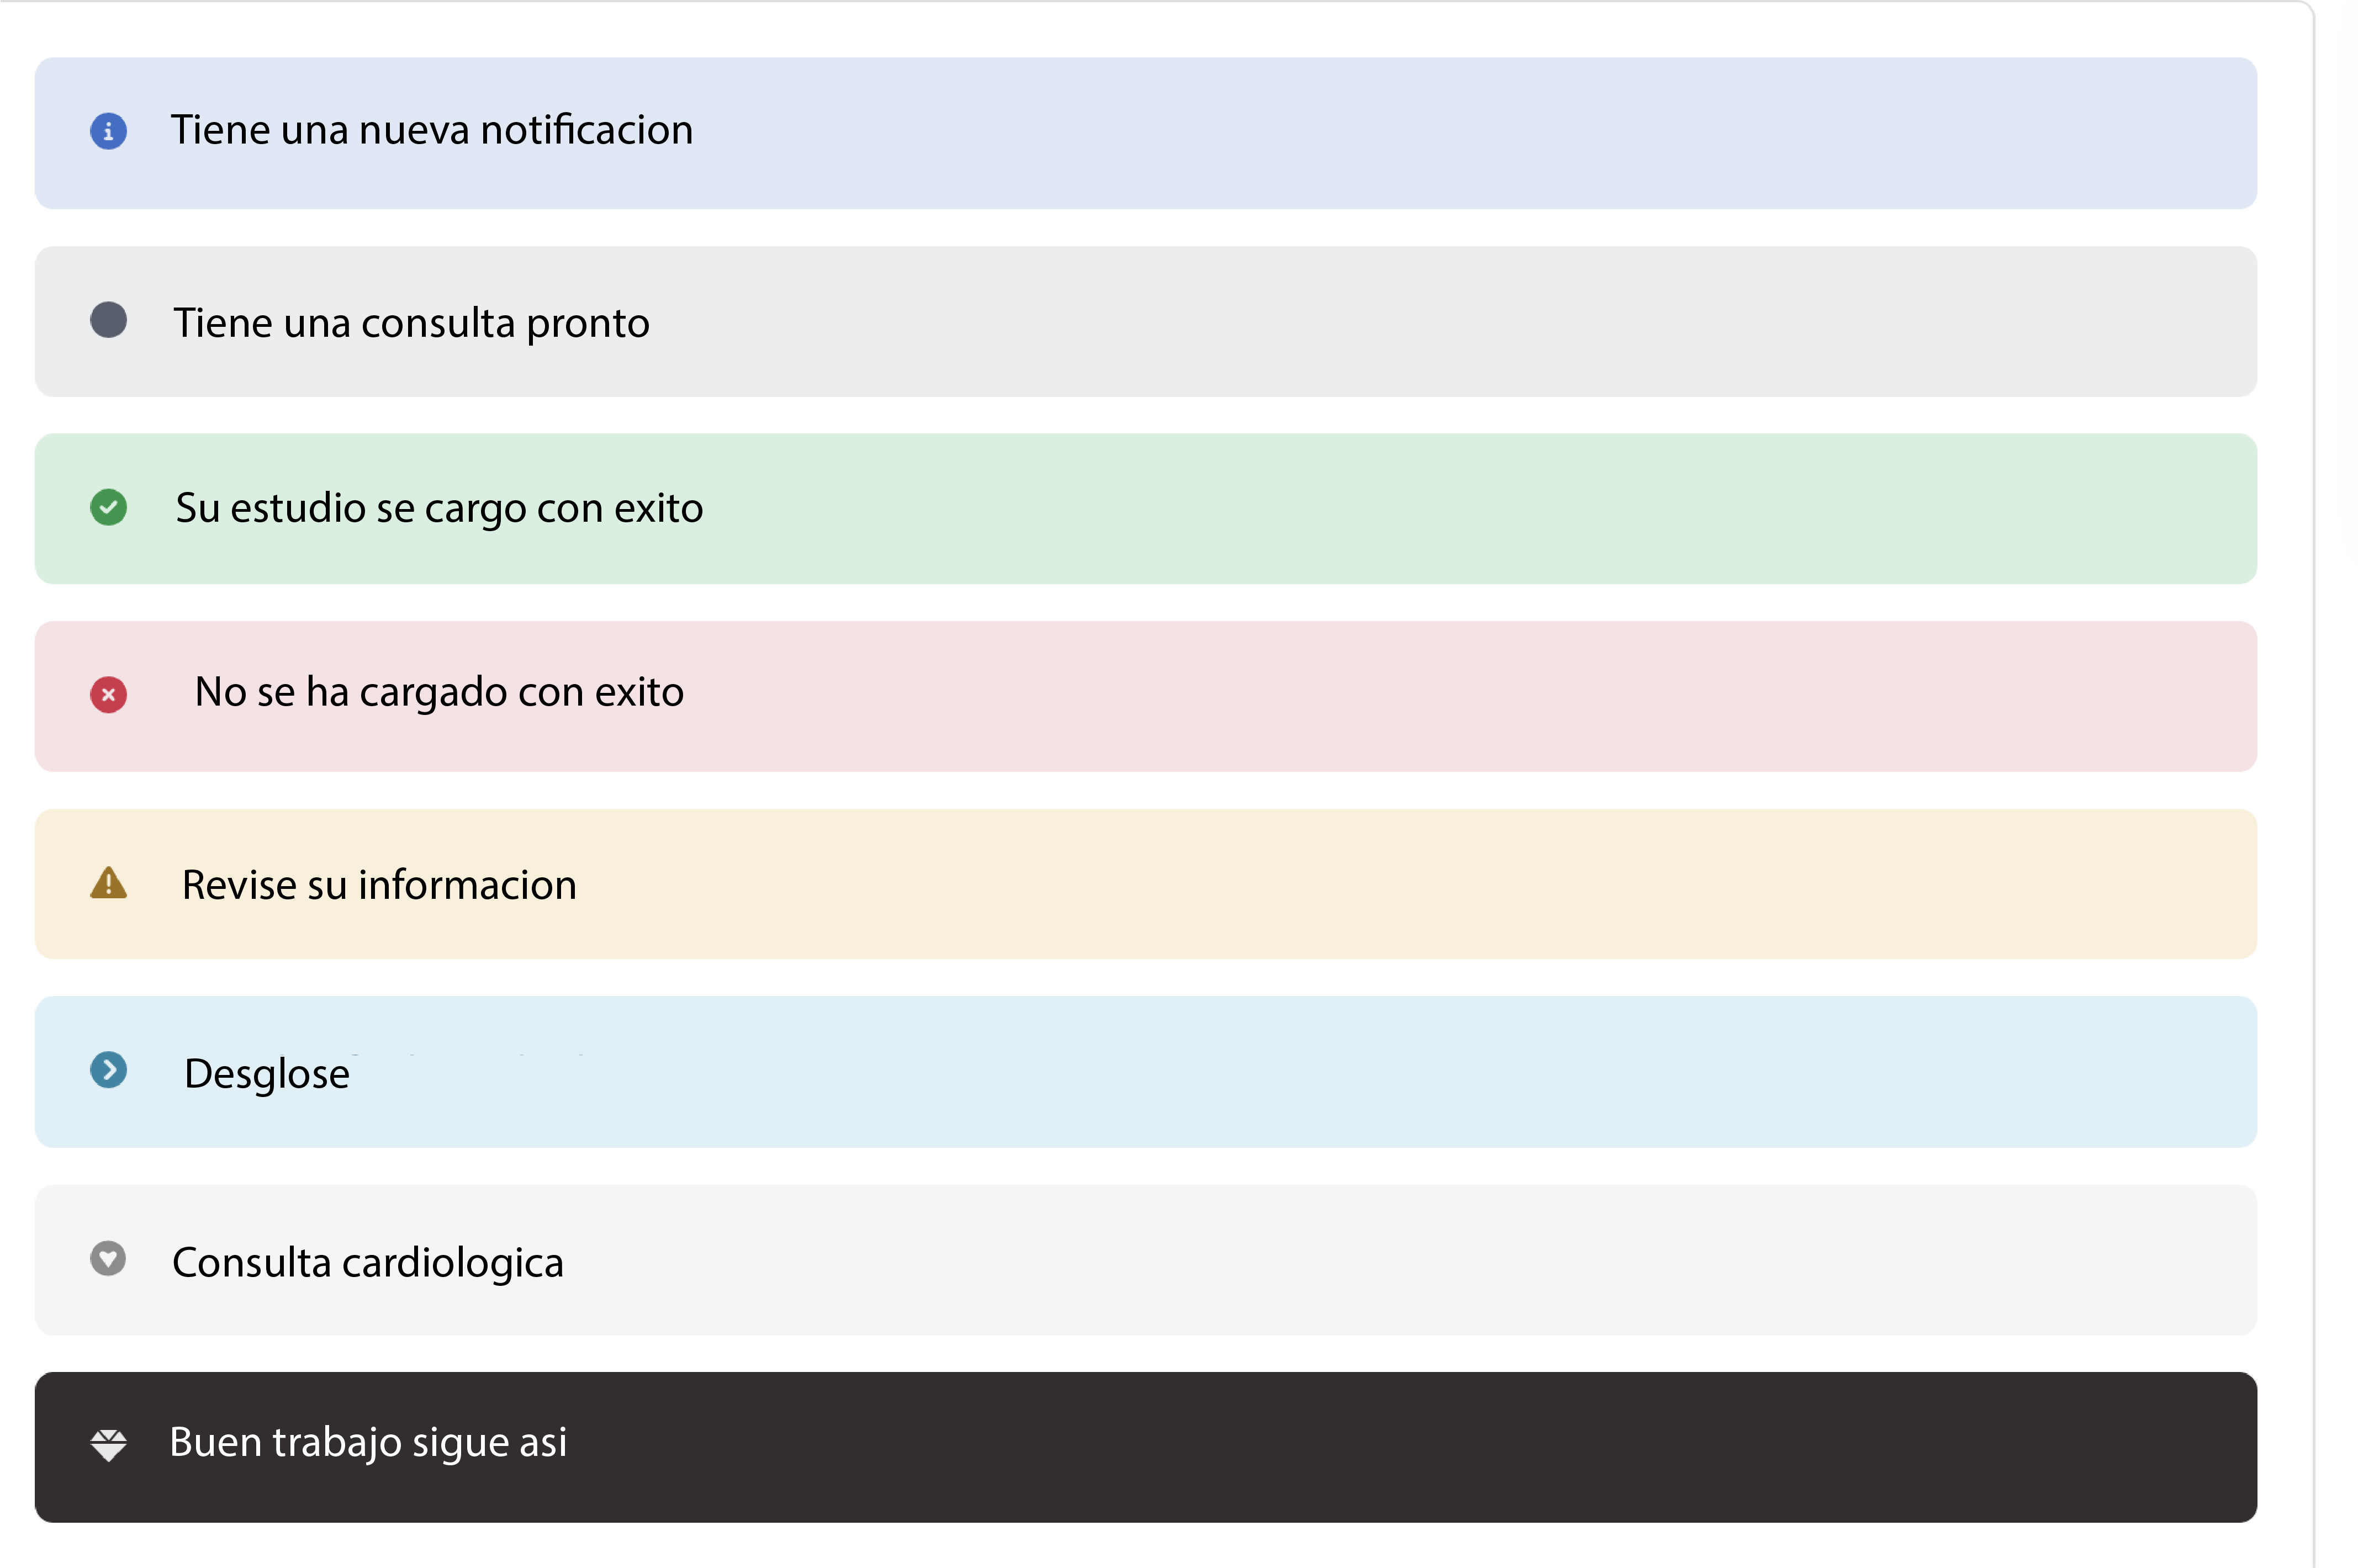 Tiene una nueva notificacion
Tiene una consulta pronto
Su estudio se cargo con exito
No se ha cargado con exito
Revise su informacion
Desglose
Consulta cardiologica
Buen trabajo sigue asi